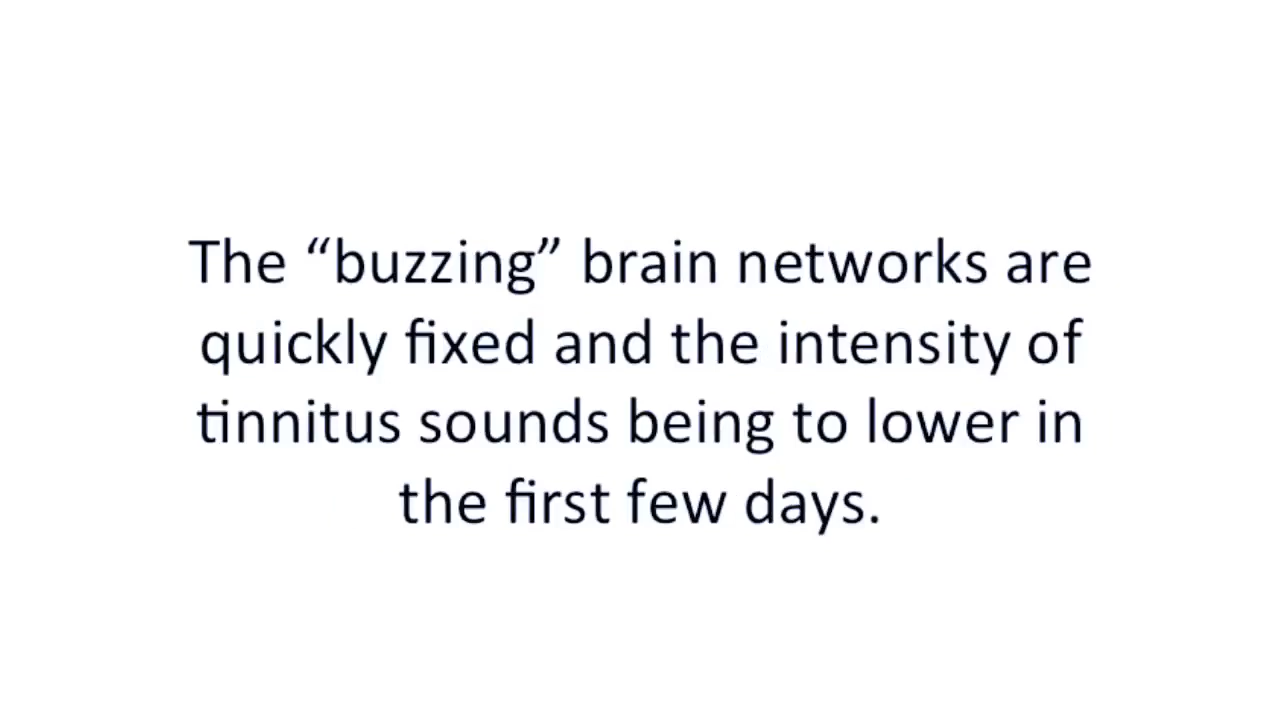 The “buzzing” brain networks are
quickly fixed and the intensity of
tinnitus sounds being to lower in
the first few days.